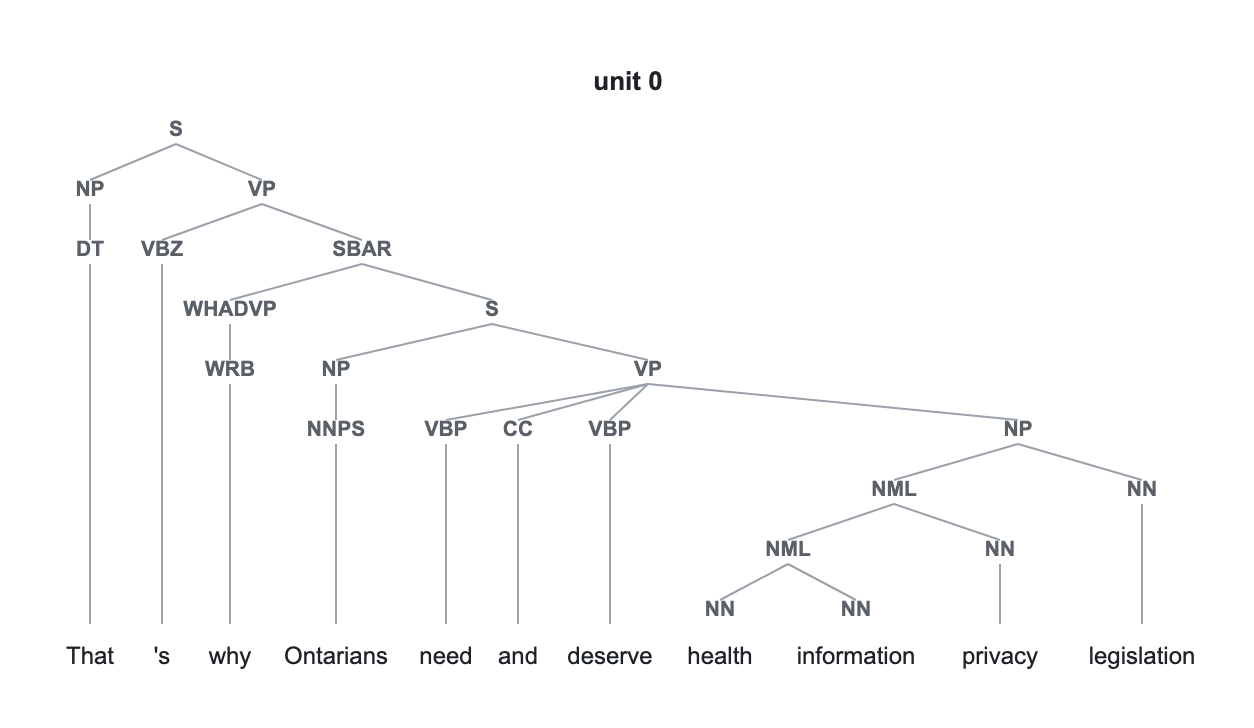 unit 0
S
NP VP
DT VBZ SBAR
WHADVP S
WRB NP VP
NNPS VBP CC VBP NP
NML NN
NML NN
NN NN
That 's why Ontarians need and deserve health information privacy legislation